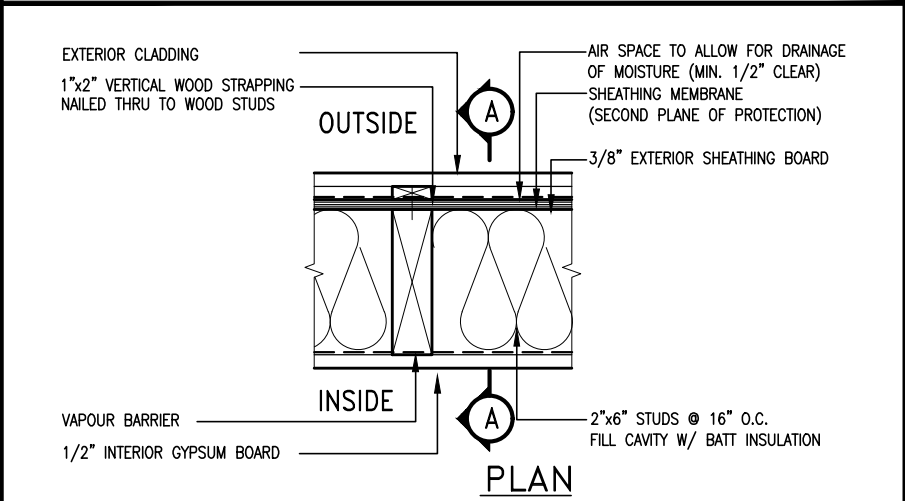 EXTERIOR CLADDING
1"x2" VERTICAL WOOD STRAPPING
NAILED THRU TO WOOD STUDS
OUTSIDE
A
AIR SPACE TO ALLOW FOR DRAINAGE
OF MOISTURE (MIN. 1/2" CLEAR)
SHEATHING MEMBRANE
(SECOND PLANE OF PROTECTION)
3/8" EXTERIOR SHEATHING BOARD
INSIDE
VAPOUR BARRIER
1/2" INTERIOR GYPSUM BOARD
A
2"x6" STUDS @ 16" O.C.
FILL CAVITY W/ BATT INSULATION
PLAN